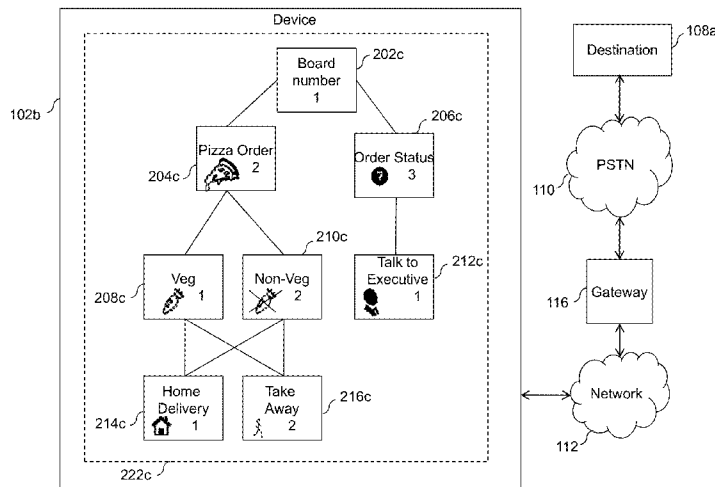 Device
202c
Board
number
1
102b
206c
Pizza Order
2
204c
Order Status
?
3
210c
Veg
1
208c
Non-Veg
2
Talk to
Executive
1
212c
Home
Delivery
1
214c
Take
Away
2
216c
222c
Destination
108a
PSTN
110
116
Gateway
Network
112